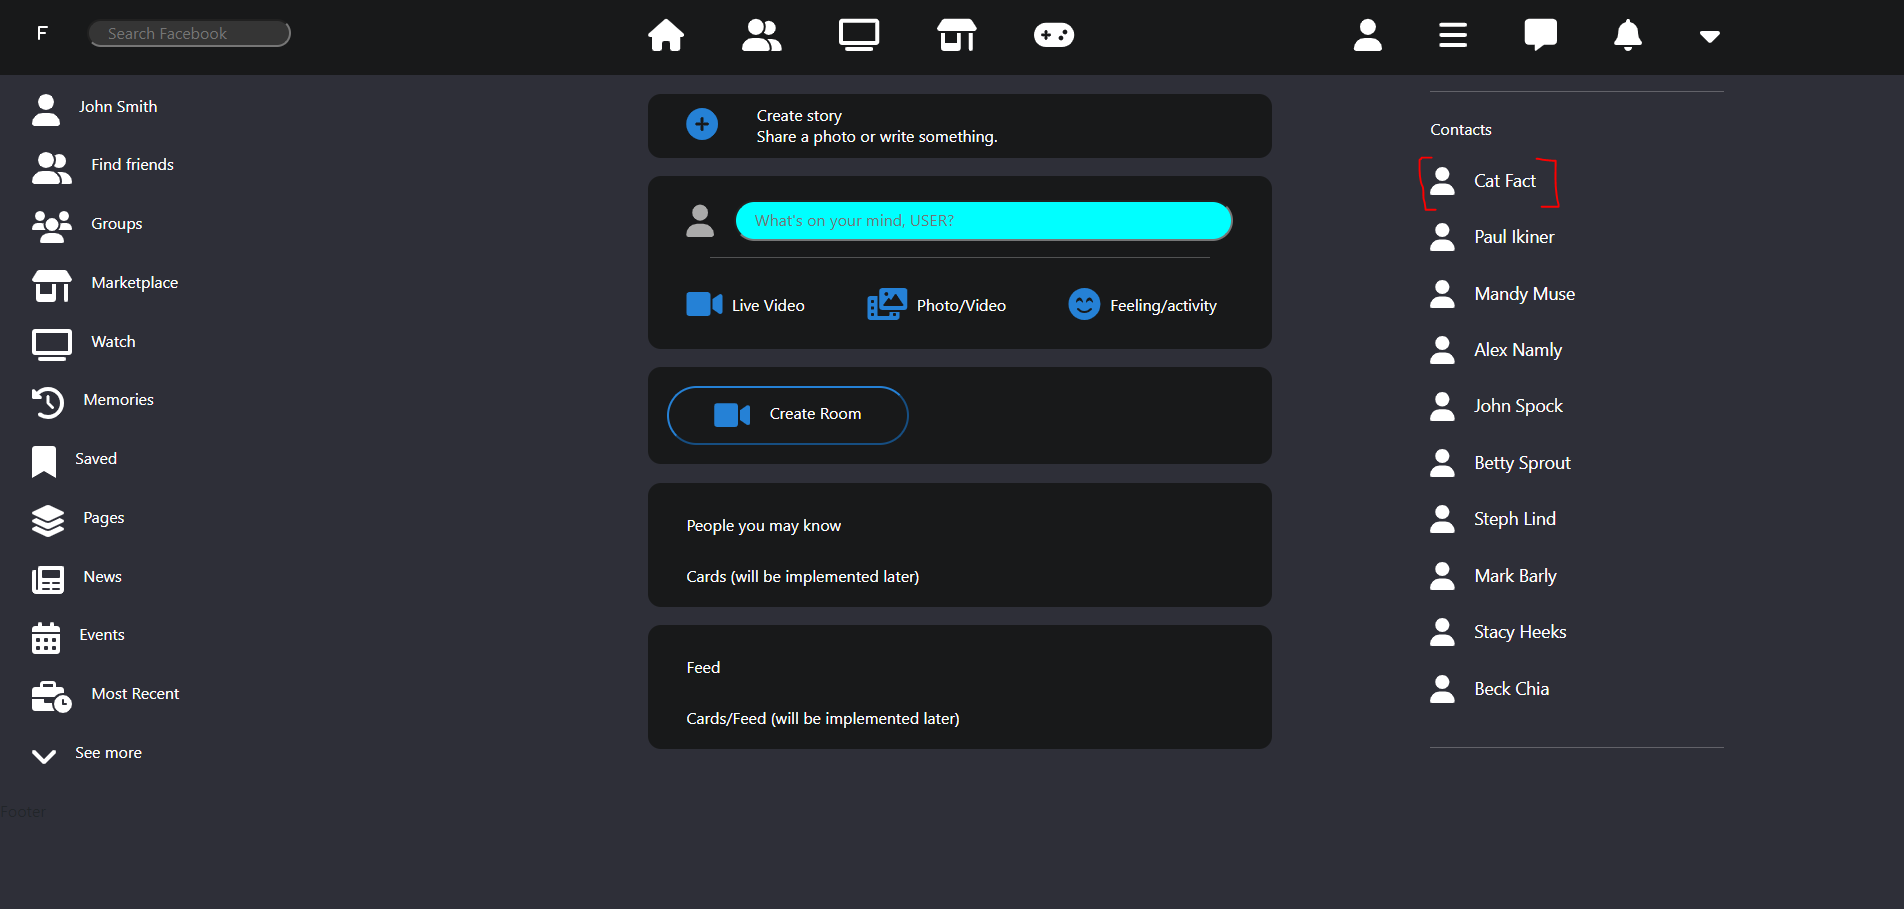 F
Search Facebook
John Smith
Find friends
Groups
Marketplace
Watch
Memories
Saved
Pages
News
Events
Most Recent
See more
Footer
Create story
Share a photo or write something.
What's on your mind, USER?
Live Video
Photo/Video
Feeling/activity
Create Room
People you may know
Cards (will be implemented later)
Feed
Cards/Feed (will be implemented later)
Contacts
Cat Fact
Paul Ikiner
Mandy Muse
Alex Namly
John Spock
Betty Sprout
Steph Lind
Mark Barly
Stacy Heeks
Beck Chia